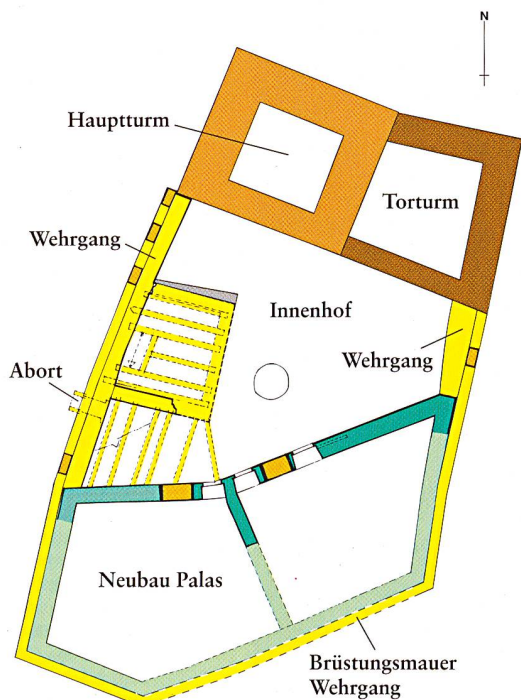 N
Hauptturm
Torturm
Wehrgang
Innenhof
Wehrgang
Abort
Neubau Palas
Brüstungsmauer
Wehrgang